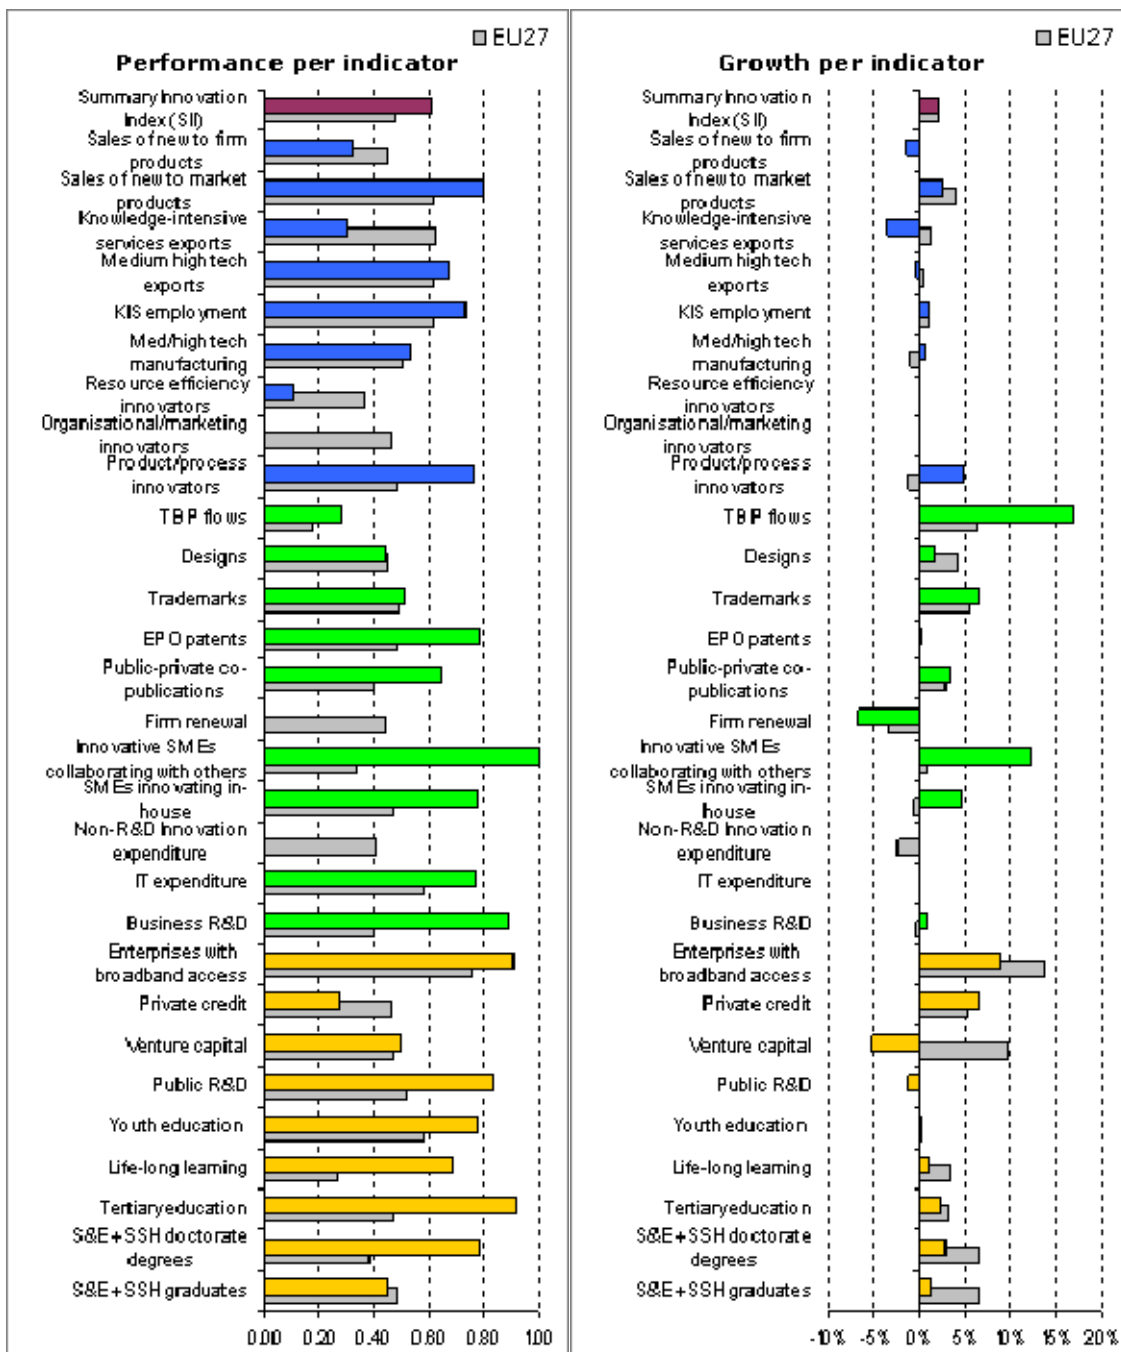 EU27
Performance per indicator
Summary Innovation
Index (SII)
Sales of new to firm
products
Sales of new to market
products
Knowledge-intensive
services exports
Medium high tech
exports
KIS employment
Med/high tech
manufacturing
Resource efficiency
innovators
Organisational/marketing
innovators
Product/process
innovators
TBP flows
Designs
Trademarks
EPO patents
Public-private co-
publications
Firm renewal
Innovative SMEs
collaborating with others
SMEs innovating in-
house
Non-R&D Innovation
expenditure
IT expenditure
Business R&D
Enterprises with
broadband access
Private credit
Venture capital
Public R&D
Youth education
Life-long learning
Tertiary education
S&E+SSH doctorate
degrees
S&E+SSH graduates
0.00 0.20 0.40 0.60 0.80 1.00
EU27
Growth per indicator
Summary Innovation
Index (SII)
Sales of new to firm
products
Sales of new to market
products
Knowledge-intensive
services exports
Medium high tech
exports
KIS employment
Med/high tech
manufacturing
Resource efficiency
innovators
Organisational/marketing
innovators
Product/process
innovators
TBP flows
Designs
Trademarks
EPO patents
Public-private co-
publications
Firm renewal
Innovative SMEs
collaborating with others
SMEs innovating in-
house
Non-R&D Innovation
expenditure
IT expenditure
Business R&D
Enterprises with
broadband access
Private credit
Venture capital
Public R&D
Youth education
Life-long learning
Tertiary education
S&E+SSH doctorate
degrees
S&E+SSH graduates
-10% -5% 0% 5% 10% 15% 20%